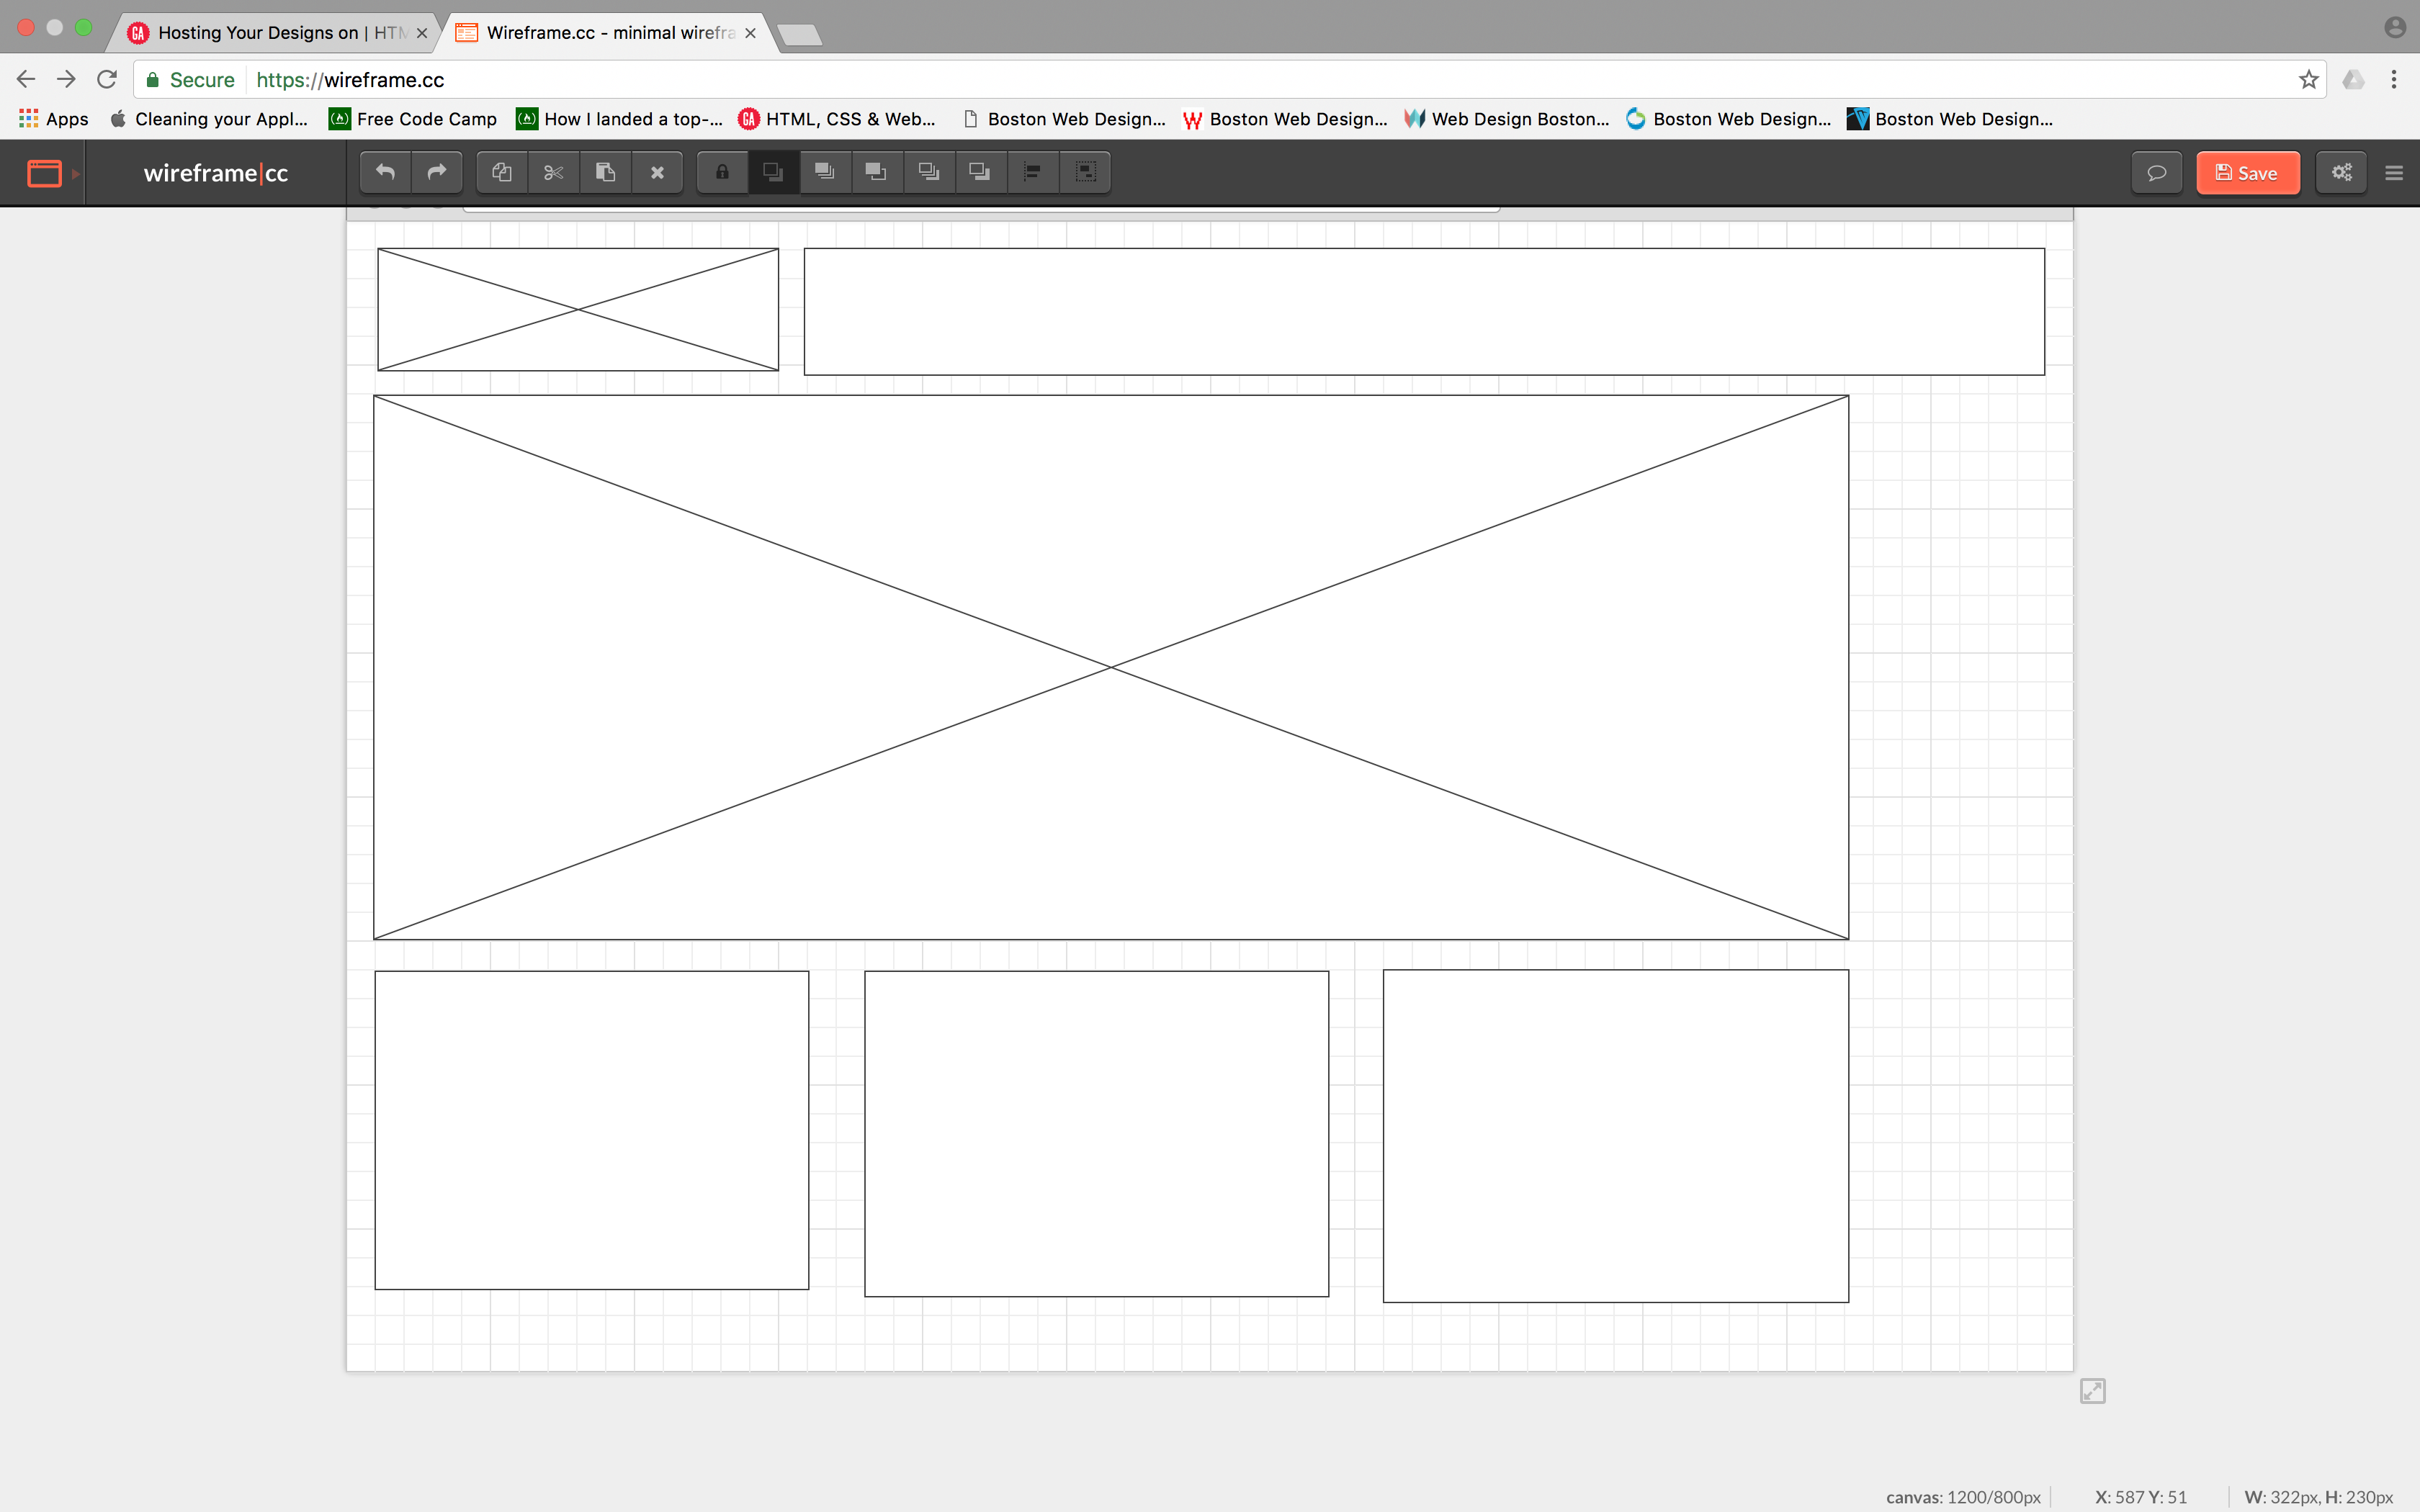 Hosting Your Designs on | HTM
Wireframe.cc - minimal wirefra
Secure https://wireframe.cc
Apps Cleaning your Appl... Free Code Camp How I landed a top-... GA HTML, CSS & Web... Boston Web Design... Boston Web Design... Web Design Boston... Boston Web Design... Boston Web Design...
wireframe|cc Save
canvas: 1200/800px X: 587 Y: 51 W: 322px, H: 230px